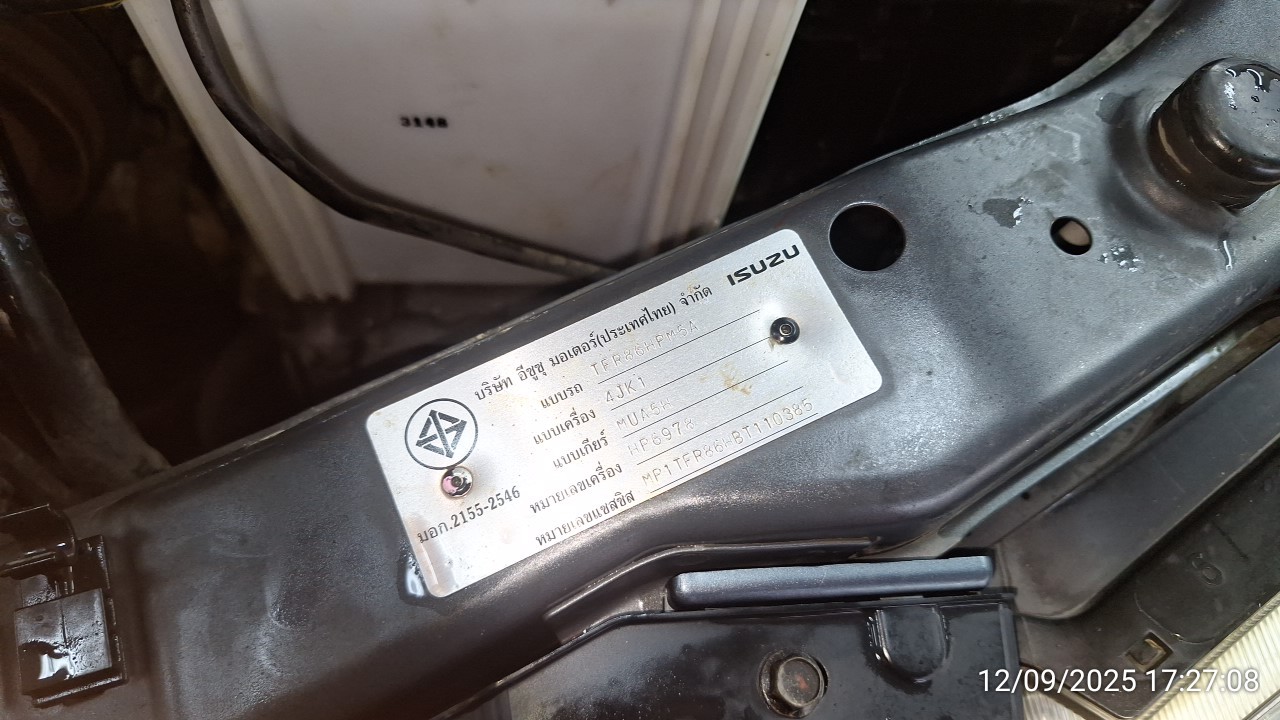 3148
บริษัท อีซูซุ มอเตอร์(ประเทศไทย) จำกัด ISUZU
แบบรถ TFR86HPM5A
แบบเครื่อง 4JK1
แบบเกียร์ MUA5H
หมายเลขเครื่อง HP6978
มอก.2155-2546 หมายเลขแชสซิส MP1TFR86HBT110385
12/09/2025 17:27:08